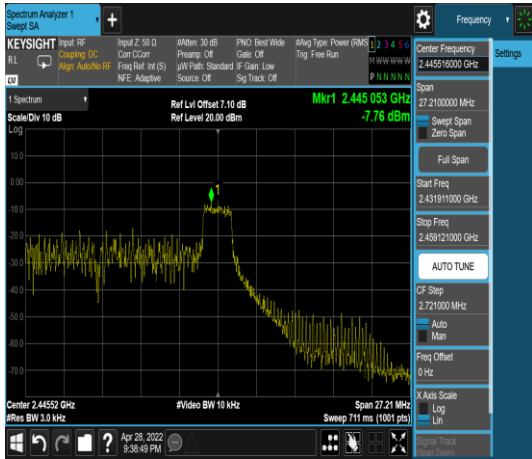 Spectrum Analyzer 1
Swept SA
Frequency
KEYSIGHT
RL
LXI
Input: RF
Coupling: DC
Align: Auto/No RF
Input Z: 50 Ω
Corr CCorr
Freq Ref: Int (S)
NFE: Adaptive
#Atten: 30 dB
Preamp: Off
µW Path: Standard
Source: Off
PNO: Best Wide
Gate: Off
IF Gain: Low
Sig Track: Off
#Avg Type: Power (RMS
Trig: Free Run
1 2 3 4 5 6
M W W W W W
P N N N N N
1 Spectrum
Scale/Div 10 dB
Log
Ref Lvl Offset 7.10 dB
Ref Level 20.00 dBm
Mkr1 2.445 053 GHz
-7.76 dBm
10.0
0.00
-10.0
-20.0
-30.0
-40.0
-50.0
-60.0
-70.0
1
Center 2.44552 GHz
#Res BW 3.0 kHz
#Video BW 10 kHz
Span 27.21 MHz
Sweep 711 ms (1001 pts)
Apr 28, 2022
9:38:49 PM
Center Frequency
2.445516000 GHz
Settings
Span
27.2100000 MHz
Swept Span
Zero Span
Full Span
Start Freq
2.431911000 GHz
Stop Freq
2.459121000 GHz
AUTO TUNE
CF Step
2.721000 MHz
Auto
Man
Freq Offset
0 Hz
X Axis Scale
Log
Lin
Signal Track
(Span Zoom)